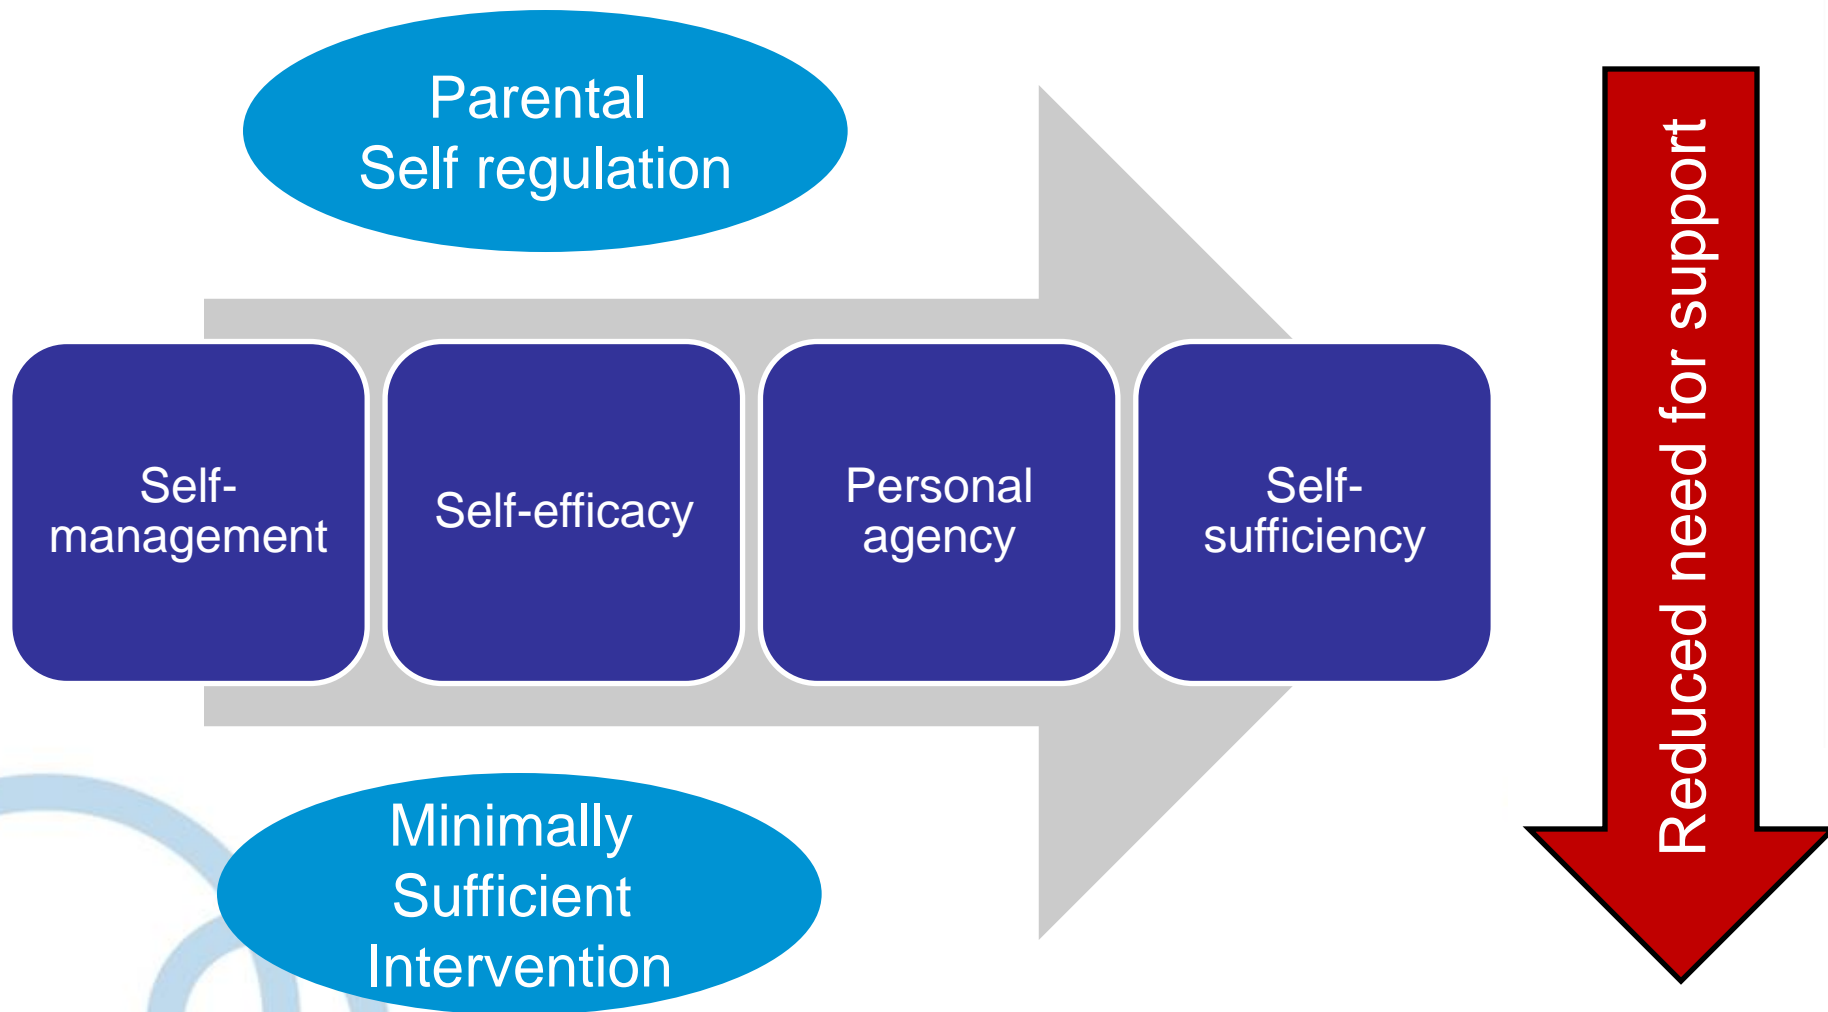 Parental
Self regulation
Self-
management
Self-efficacy
Personal
agency
Self-
sufficiency
Minimally
Sufficient
Intervention
Reduced need for support